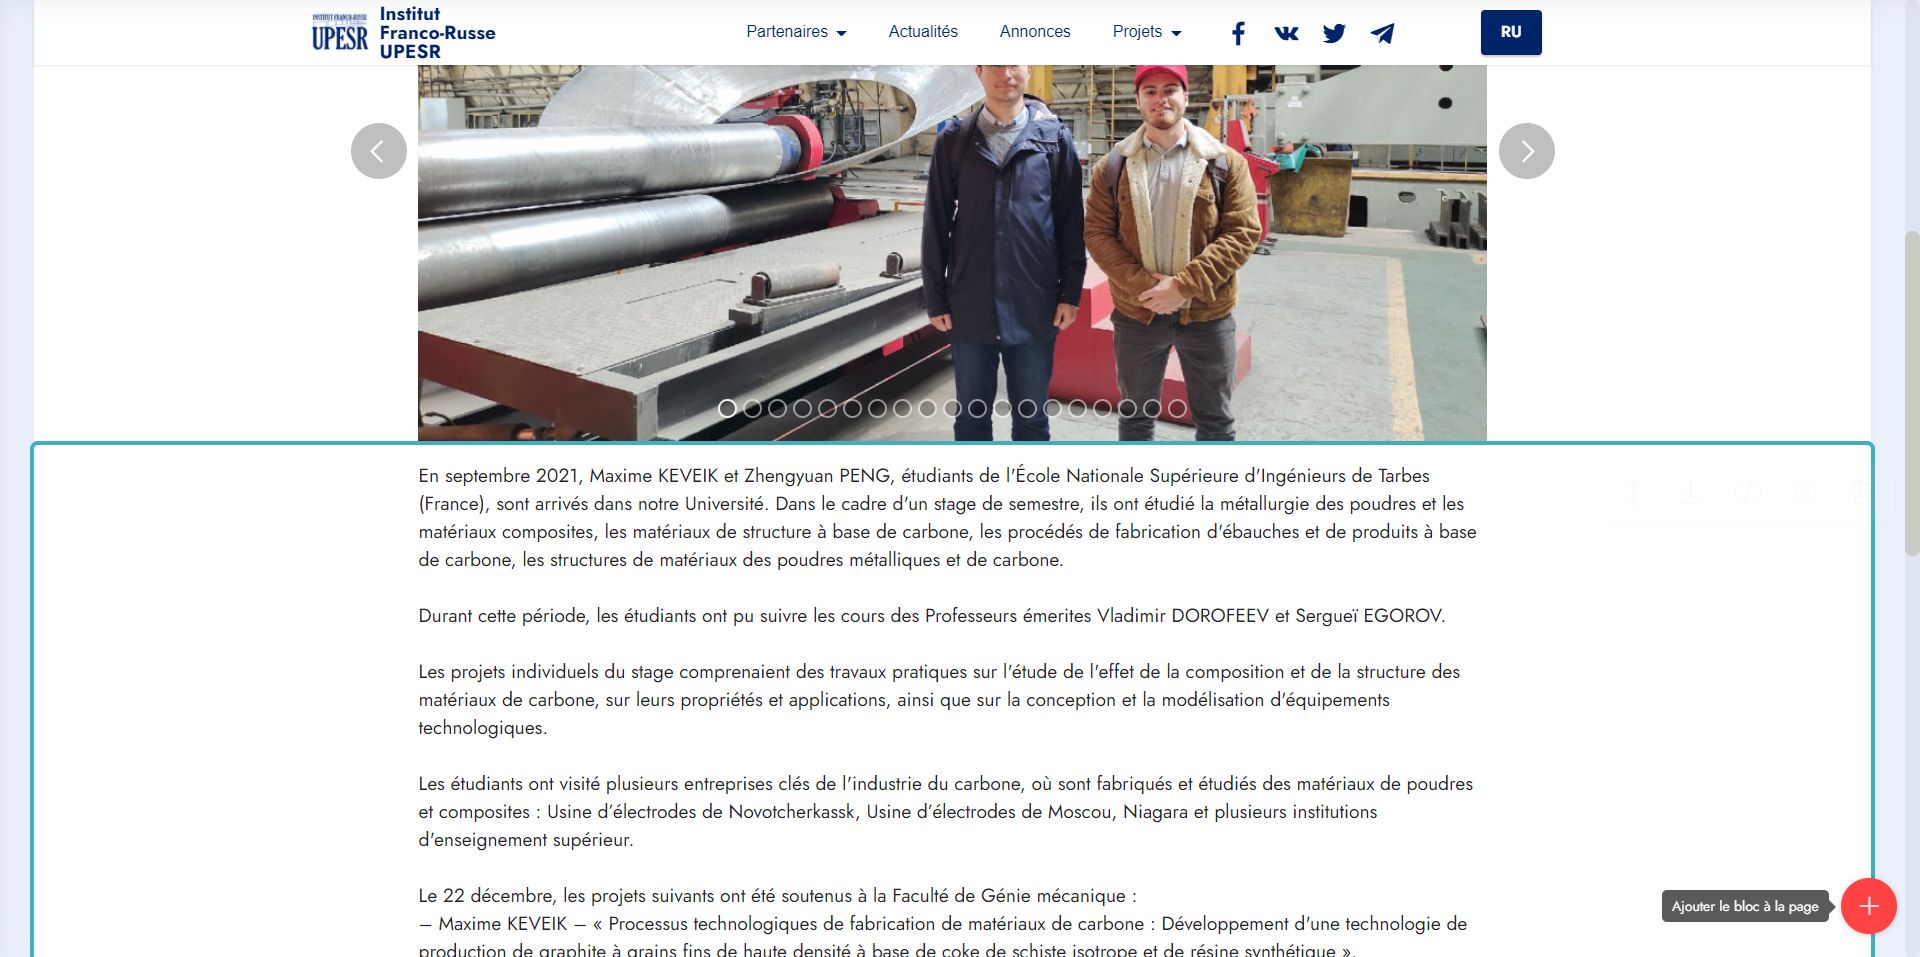 INSTITUT FRANCO-RUSSE
UPESR
Institut
Franco-Russe
UPESR
Partenaires
Actualités
Annonces
Projets
RU
En septembre 2021, Maxime KEVEIK et Zhengyuan PENG, étudiants de l'École Nationale Supérieure d'Ingénieurs de Tarbes
(France), sont arrivés dans notre Université. Dans le cadre d'un stage de semestre, ils ont étudié la métallurgie des poudres et les
matériaux composites, les matériaux de structure à base de carbone, les procédés de fabrication d'ébauches et de produits à base
de carbone, les structures de matériaux des poudres métalliques et de carbone.
Durant cette période, les étudiants ont pu suivre les cours des Professeurs émerites Vladimir DOROFEEV et Sergueï EGOROV.
Les projets individuels du stage comprenaient des travaux pratiques sur l'étude de l'effet de la composition et de la structure des
matériaux de carbone, sur leurs propriétés et applications, ainsi que sur la conception et la modélisation d'équipements
technologiques.
Les étudiants ont visité plusieurs entreprises clés de l'industrie du carbone, où sont fabriqués et étudiés des matériaux de poudres
et composites : Usine d’électrodes de Novotcherkassk, Usine d’électrodes de Moscou, Niagara et plusieurs institutions
d'enseignement supérieur.
Le 22 décembre, les projets suivants ont été soutenus à la Faculté de Génie mécanique :
– Maxime KEVEIK – « Processus technologiques de fabrication de matériaux de carbone : Développement d'une technologie de
production de graphite à grains fins de haute densité à base de coke de schiste isotrope et de résine synthétique ».
Ajouter le bloc à la page